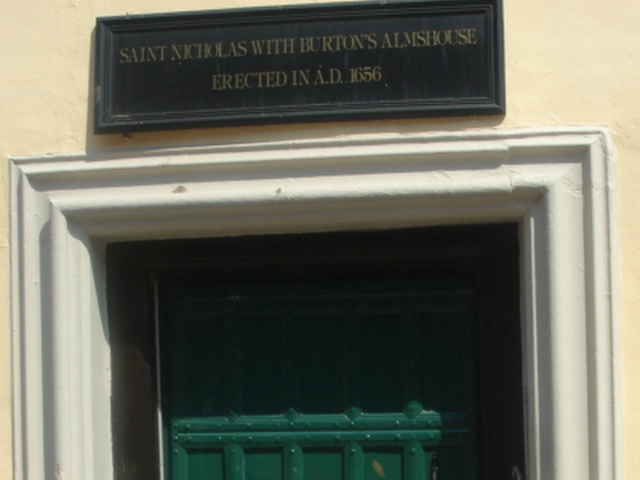 SAINT NICHOLAS WITH BURTON'S ALMSHOUSE
ERECTED IN A.D. 1656